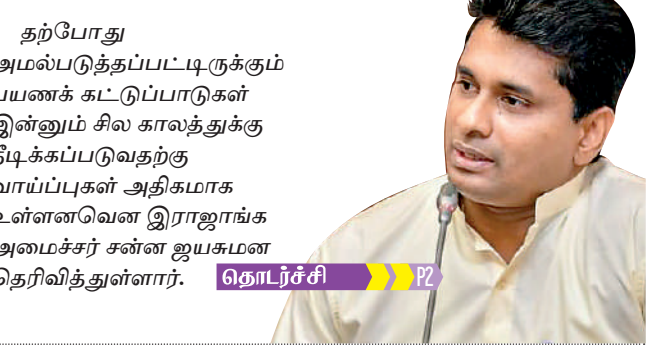 தற்போது
அமல்படுத்தப்பட்டிருக்கும்
பயணக் கட்டுப்பாடுகள்
இன்னும் சில காலத்துக்கு
நீடிக்கப்படுவதற்கு
வாய்ப்புகள் அதிகமாக
உள்ளனவென இராஜாங்க
அமைச்சர் சன்ன ஜயசுமன
தெரிவித்துள்ளார்.
தொடர்ச்சி P2